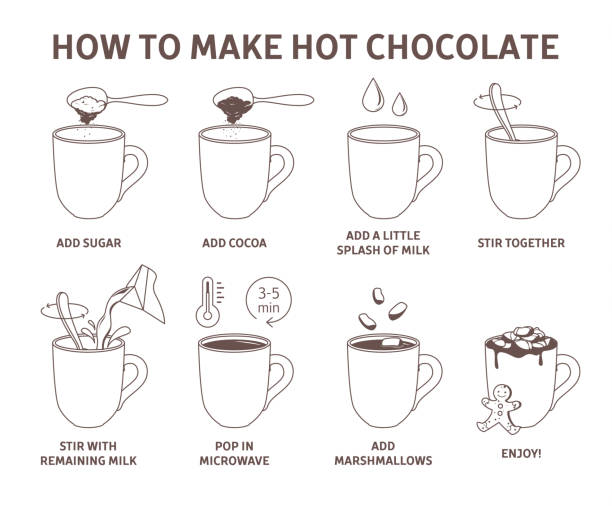 HOW TO MAKE HOT CHOCOLATE
ADD SUGAR
ADD COCOA
ADD A LITTLE
SPLASH OF MILK
STIR TOGETHER
3-5
min
STIR WITH
REMAINING MILK
POP IN
MICROWAVE
ADD
MARSHMALLOWS
ENJOY!